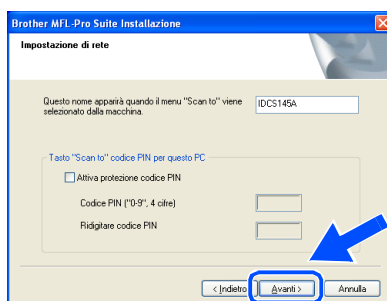 Brother MFL-Pro Suite Installazione
Impostazione di rete
Questo nome apparirà quando il menu "Scan to" viene
selezionato dalla macchina.
IDCS145A
Tasto "Scan to" codice PIN per questo PC
Attiva protezione codice PIN
Codice PIN ("0-9", 4 cifre)
Ridigitare codice PIN
< Indietro
Avanti >
Annulla